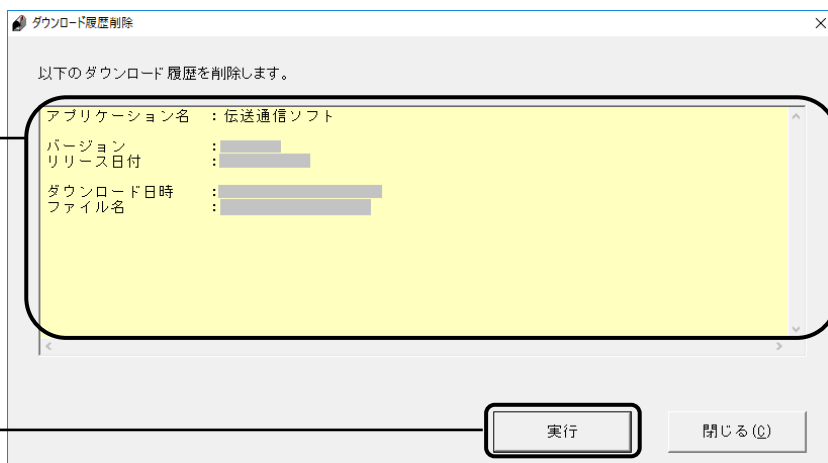 ダウンロード履歴削除
以下のダウンロード履歴を削除します。
アプリケーション名 :伝送通信ソフト
バージョン :
リリース日付 :
ダウンロード日時 :
ファイル名 :
実行
閉じる(C)